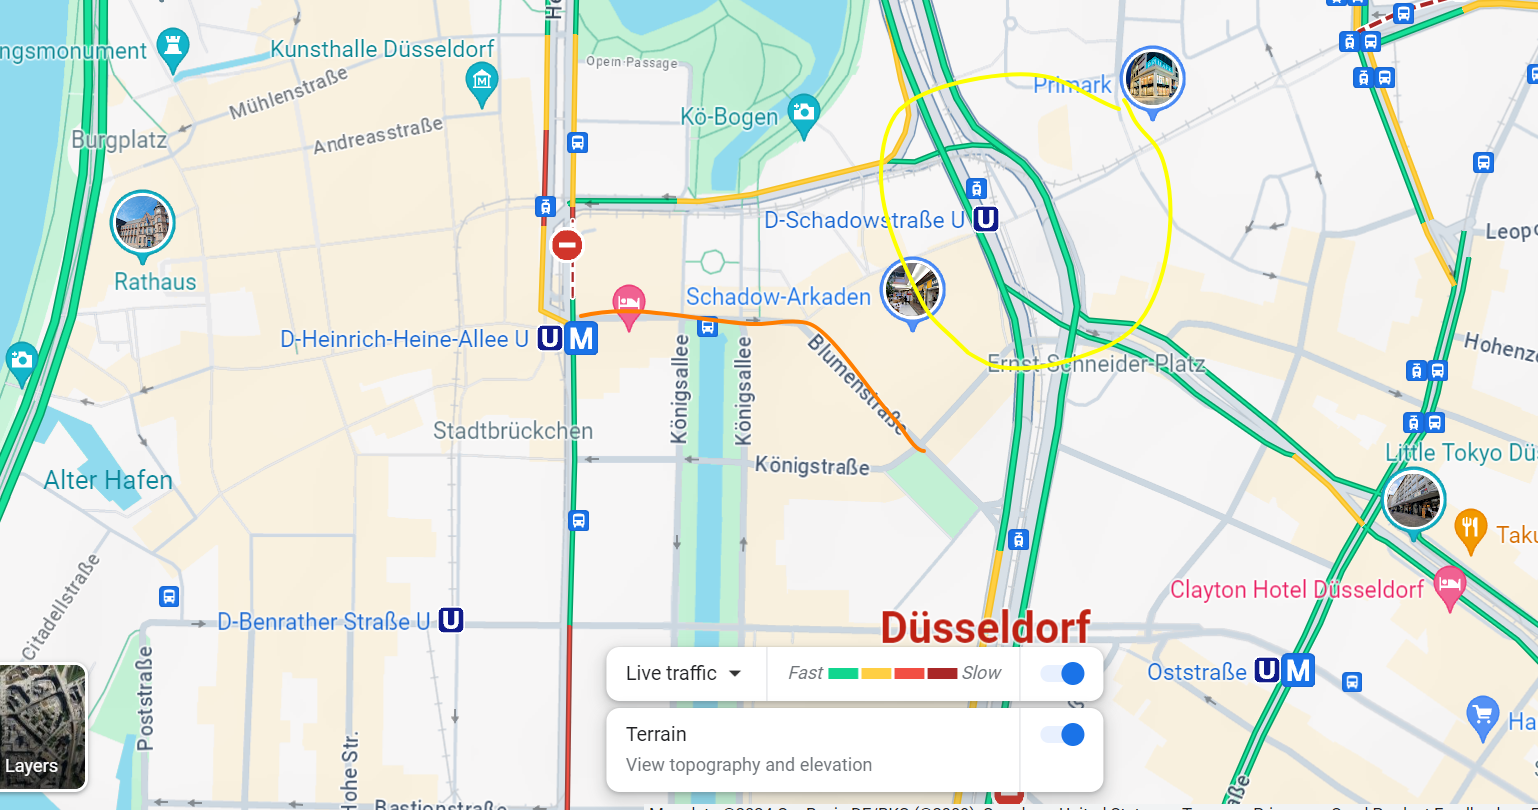 ngsmonument
Kunsthalle Düsseldorf
Open Passage
Primark
Mühlenstraße
Kö-Bogen
Burgplatz
Andreasstraße
D-Schadowstraße U
U
Leop
Rathaus
Schadow-Arkaden
D-Heinrich-Heine-Allee U
U
M
Königsallee
Königsallee
Blumenstraße
Ernst-Schneider-Platz
Hohenz
Stadtbrückchen
Königstraße
Little Tokyo Dü
Alter Hafen
Taku
Citadellstraße
Clayton Hotel Düsseldorf
D-Benrather Straße U
U
Düsseldorf
Poststraße
Live traffic
Fast
Slow
Oststraße
U
M
Ha
Terrain
View topography and elevation
Layers
Hohe Str.
Bastionstraße
aße